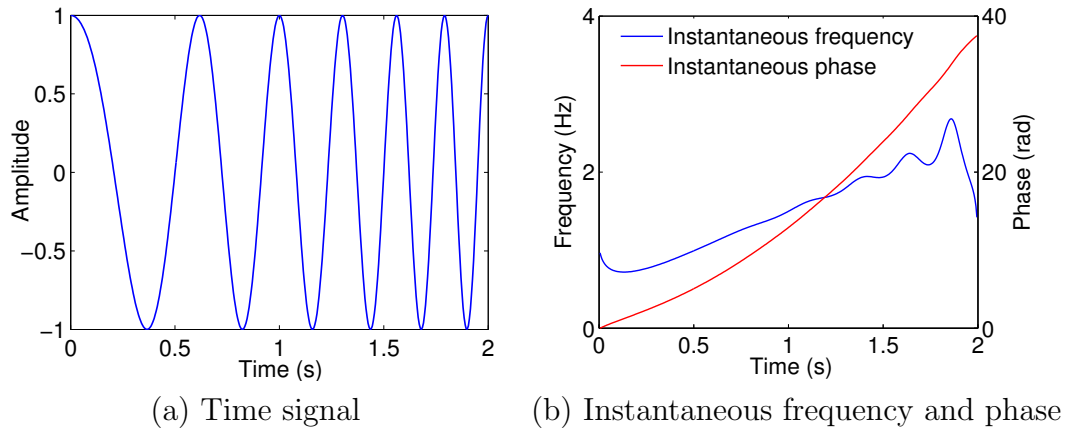 1
0.5
0
−0.5
−1
Amplitude
0
0.5
1
1.5
2
Time (s)
(a) Time signal
4
2
0
Frequency (Hz)
Instantaneous frequency
Instantaneous phase
40
20
0
Phase (rad)
0
0.5
1
1.5
2
Time (s)
(b) Instantaneous frequency and phase